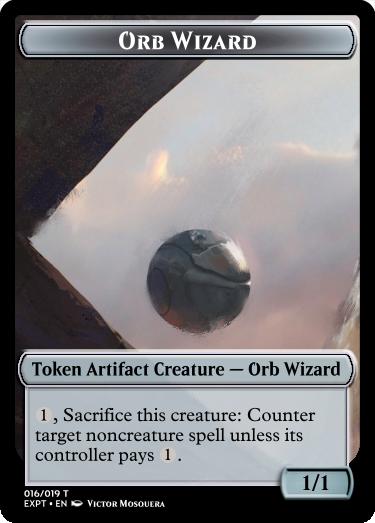 Orb Wizard
Token Artifact Creature — Orb Wizard
1, Sacrifice this creature: Counter
target noncreature spell unless its
controller pays 1.
1/1
016/019 T
EXPT • EN Victor Mosquera